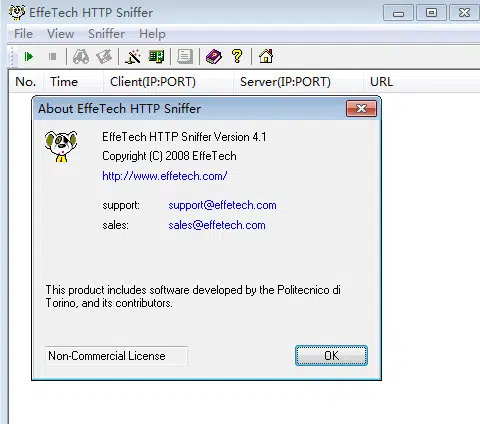 EffeTech HTTP Sniffer
File View Sniffer Help
No. Time Client(IP:PORT) Server(IP:PORT) URL
About EffeTech HTTP Sniffer
EffeTech HTTP Sniffer Version 4.1
Copyright (C) 2008 EffeTech
http://www.effetech.com/
support: support@effetech.com
sales: sales@effetech.com
This product includes software developed by the Politecnico di
Torino, and its contributors.
Non-Commercial License
OK